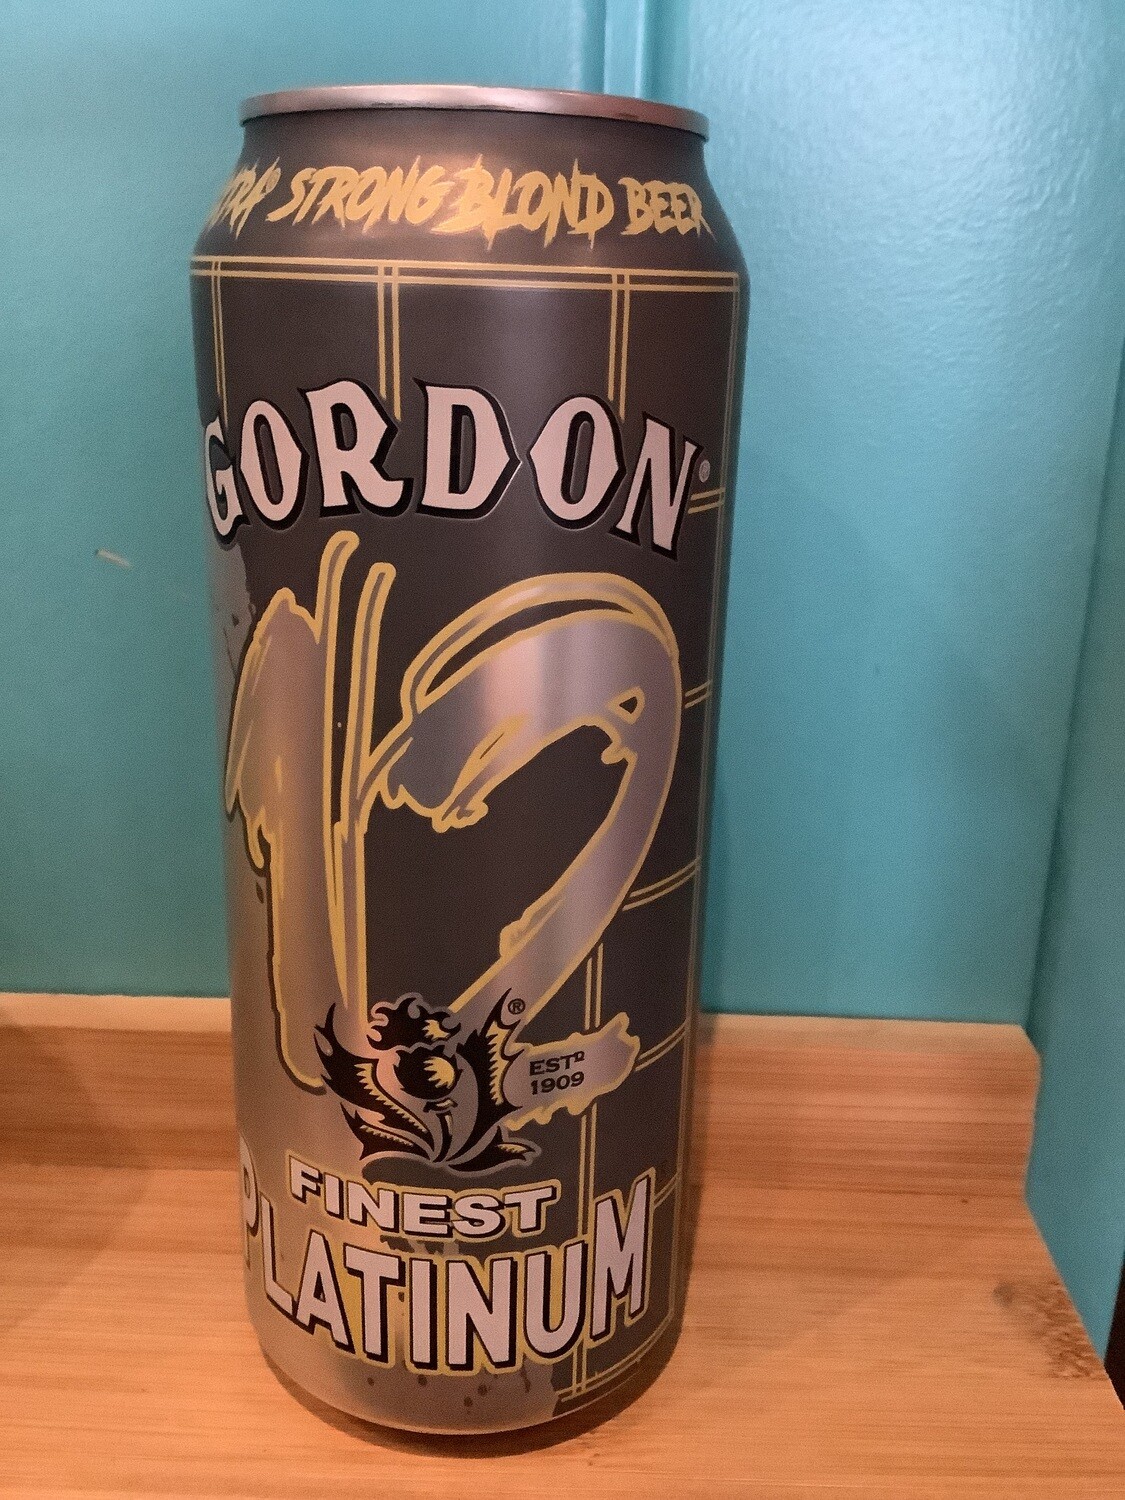 STRONG BLOND BEER
GORDON®
12
®
ESTD
1909
FINEST
PLATINUM